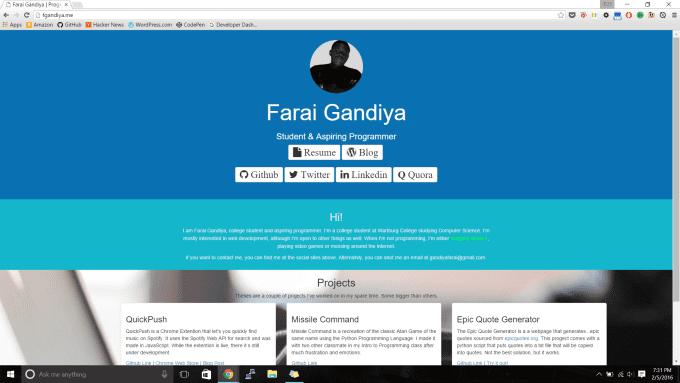 Farai Gandiya | Prog
fgandiya.me
Apps Amazon GitHub Hacker News WordPress.com CodePen Developer Dash...
Farai Gandiya
Student & Aspiring Programmer
Resume Blog
Github Twitter Linkedin Q Quora
Hi!
I am Farai Gandiya, college student and aspiring programmer. I'm a college student at Wartburg College studying Computer Science. I'm
mostly interested in web development, although I'm open to other things as well. When I'm not programming, I'm either
playing video games or messing around the internet.
If you want to contact me, you can find me at the social sites above. Alternatively, you can shoot me an email at gandiyafarai@gmail.com
Projects
Theses are a couple of projects I've worked on in my spare time. Some bigger than others.
QuickPush
QuickPush is a Chrome Extention that let's you quickly find
music on Spotify. It uses the Spotify Web API for search and was
made in JavaScript. While the extention is live, there it's still
under development
Github Link | Chrome Web Store | Blog Post
Missile Command
Missile Command is a recreation of the classic Atari Game of the
same name using the Python Programming Language. I made it
with two other classmate in my Intro to Programming class after
much frustration and emotions.
Github Link
Epic Quote Generator
The Epic Quote Generator is a a webpage that generates.. epic
quotes sourced from epicquotes.org. This progect comes with a
python script that puts quotes into a txt file that will be copied
into quotes. Not the best solution, but it works.
Github Link | Try it out!
Ask me anything
7:31 PM
2/5/2016